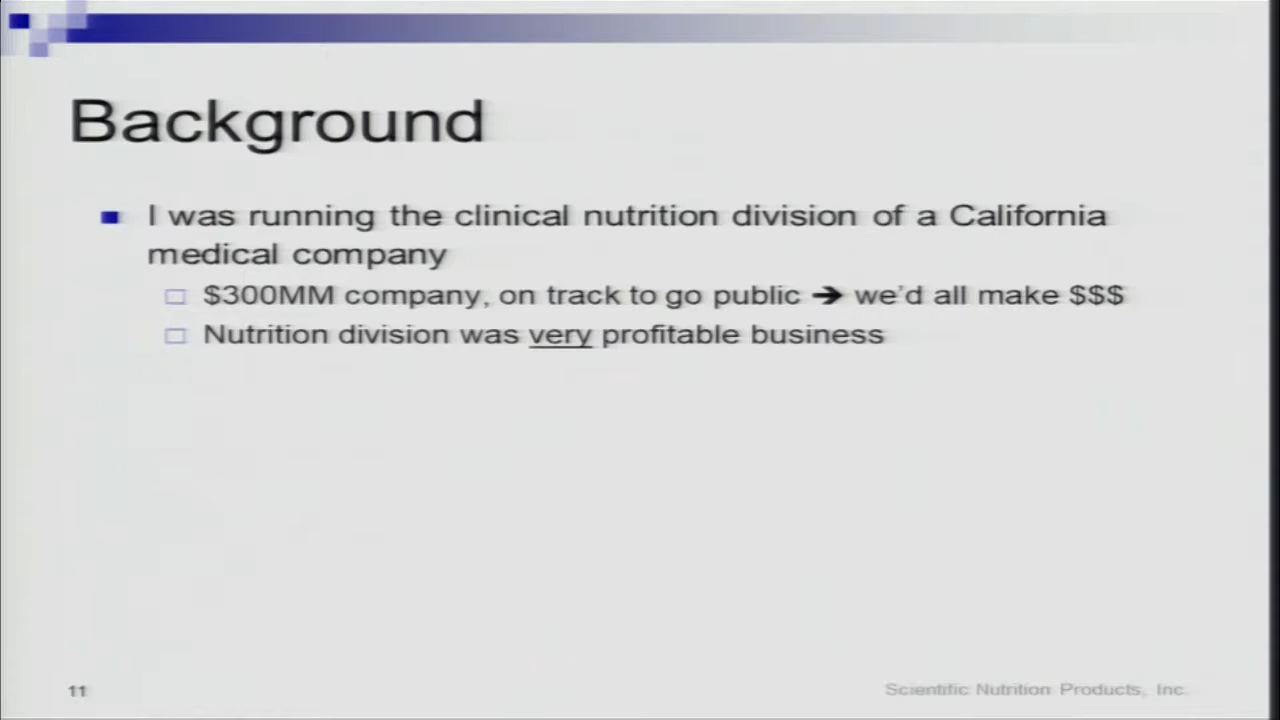 Background
I was running the clinical nutrition division of a California
medical company
$300MM company, on track to go public ➔ we'd all make $$$
Nutrition division was very profitable business
11
Scientific Nutrition Products, Inc.